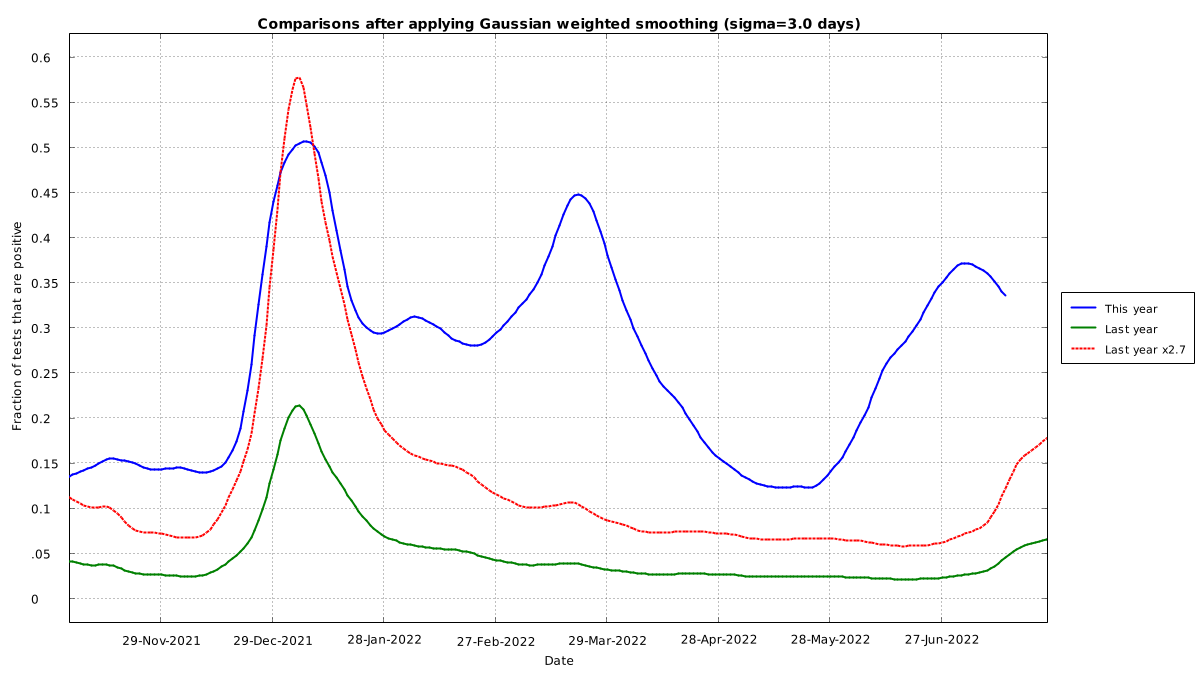 Comparisons after applying Gaussian weighted smoothing (sigma=3.0 days)
0.6
0.55
0.5
0.45
0.4
0.35
0.3
0.25
0.2
0.15
0.1
.05
0
Fraction of tests that are positive
29-Nov-2021
29-Dec-2021
28-Jan-2022
27-Feb-2022
29-Mar-2022
28-Apr-2022
28-May-2022
27-Jun-2022
Date
This year
Last year
Last year x2.7